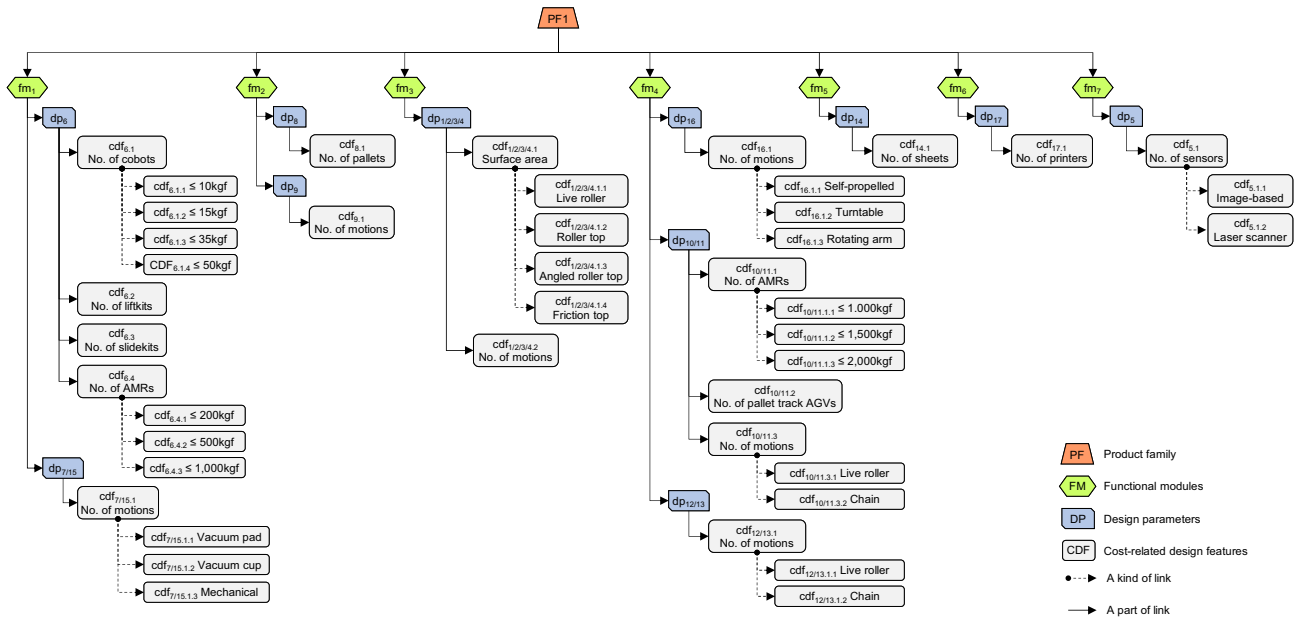 PF1
fm1
fm2
fm3
fm4
fm5
fm6
fm7
dp6
cdf6.1
No. of cobots
cdf6.1.1 ≤ 10kgf
cdf6.1.2 ≤ 15kgf
cdf6.1.3 ≤ 35kgf
CDF6.1.4 ≤ 50kgf
cdf6.2
No. of liftkits
cdf6.3
No. of slidekits
cdf6.4
No. of AMRs
cdf6.4.1 ≤ 200kgf
cdf6.4.2 ≤ 500kgf
cdf6.4.3 ≤ 1,000kgf
dp7/15
cdf7/15.1
No. of motions
cdf7/15.1.1 Vacuum pad
cdf7/15.1.2 Vacuum cup
cdf7/15.1.3 Mechanical
dp8
cdf8.1
No. of pallets
dp9
cdf9.1
No. of motions
dp1/2/3/4
cdf1/2/3/4.1
Surface area
cdf1/2/3/4.1.1
Live roller
cdf1/2/3/4.1.2
Roller top
cdf1/2/3/4.1.3
Angled roller top
cdf1/2/3/4.1.4
Friction top
cdf1/2/3/4.2
No. of motions
dp16
cdf16.1
No. of motions
cdf16.1.1 Self-propelled
cdf16.1.2 Turntable
cdf16.1.3 Rotating arm
dp10/11
cdf10/11.1
No. of AMRs
cdf10/11.1.1 ≤ 1.000kgf
cdf10/11.1.2 ≤ 1,500kgf
cdf10/11.1.3 ≤ 2,000kgf
cdf10/11.2
No. of pallet track AGVs
cdf10/11.3
No. of motions
cdf10/11.3.1 Live roller
cdf10/11.3.2 Chain
dp12/13
cdf12/13.1
No. of motions
cdf12/13.1.1 Live roller
cdf12/13.1.2 Chain
dp14
cdf14.1
No. of sheets
dp17
cdf17.1
No. of printers
dp5
cdf5.1
No. of sensors
cdf5.1.1
Image-based
cdf5.1.2
Laser scanner
PF Product family
FM Functional modules
DP Design parameters
CDF Cost-related design features
A kind of link
A part of link